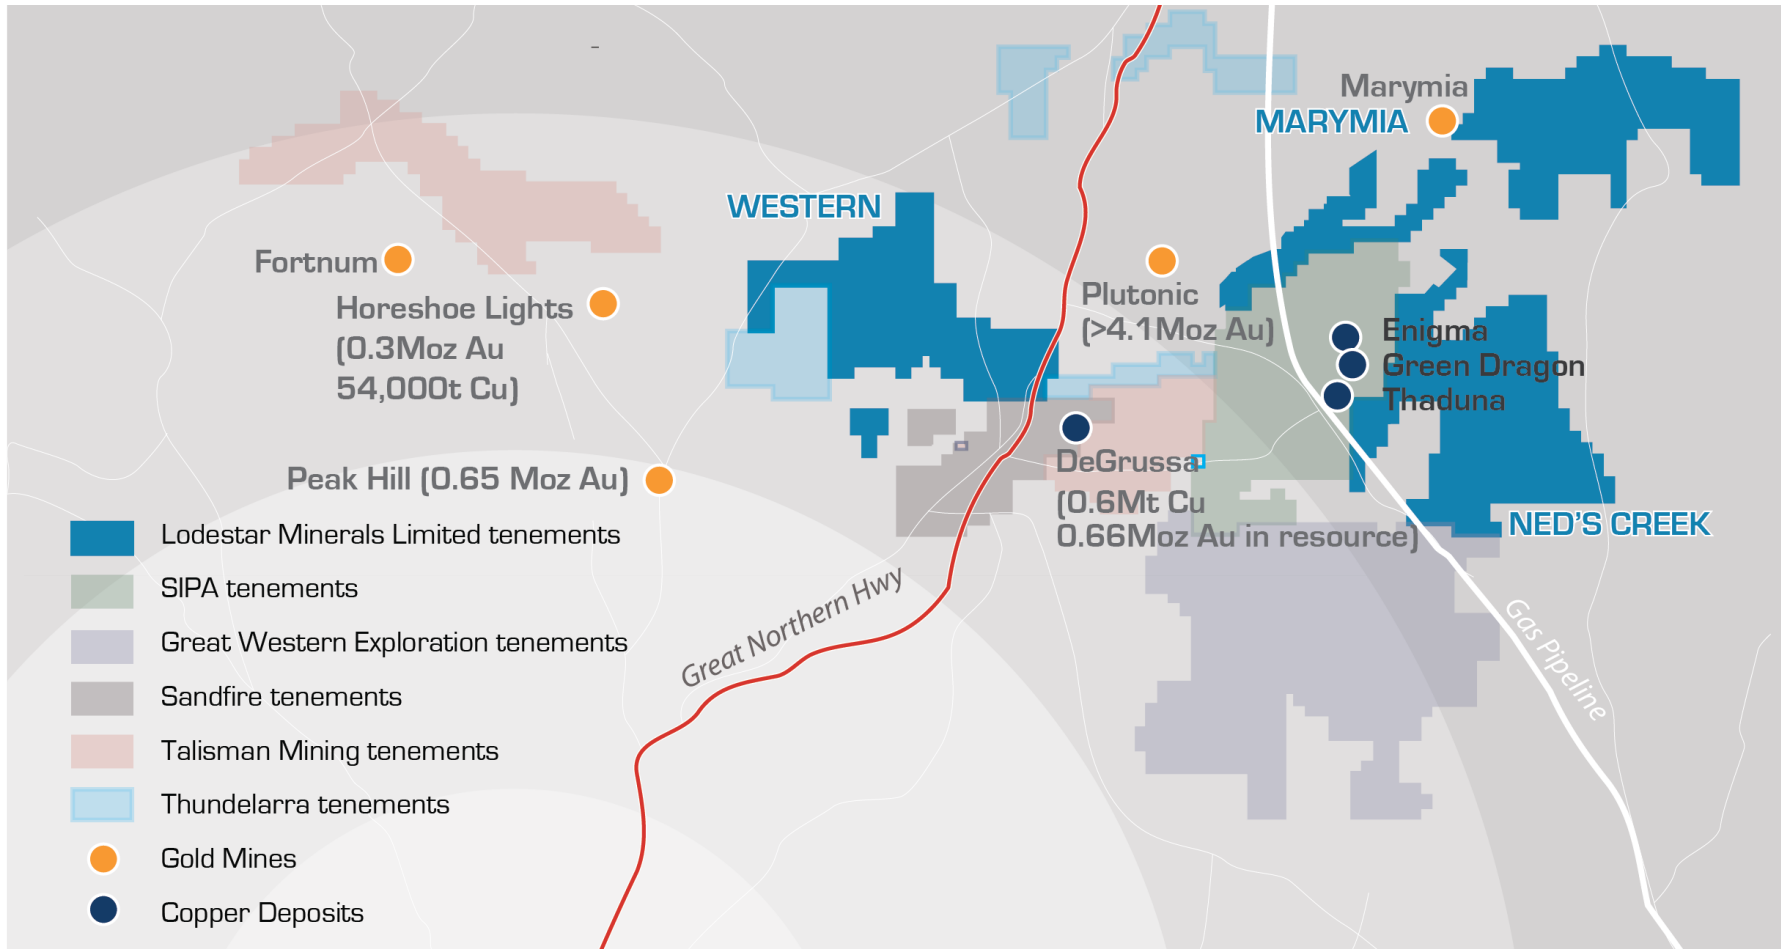 Marymia
MARYMIA
WESTERN
Fortnum
Horeshoe Lights
(0.3Moz Au
54,000t Cu)
Plutonic
(>4.1Moz Au)
Enigma
Green Dragon
Thaduna
DeGrussa
(0.6Mt Cu
0.66Moz Au in resource)
Peak Hill (0.65 Moz Au)
NED'S CREEK
Great Northern Hwy
Gas Pipeline
Lodestar Minerals Limited tenements
SIPA tenements
Great Western Exploration tenements
Sandfire tenements
Talisman Mining tenements
Thundelarra tenements
Gold Mines
Copper Deposits